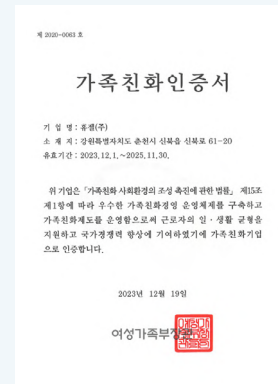 제 2020-0063 호
가족친화인증서
기 업 명 : 휴젤(주)
소 재 지 : 강원특별자치도 춘천시 신북읍 신북로 61-20
유효기간 : 2023.12.1.~2025.11.30.
위 기업은 「가족친화 사회환경의 조성 촉진에 관한 법률」 제15조
제1항에 따라 우수한 가족친화경영 운영체제를 구축하고
가족친화제도를 운영함으로써 근로자의 일·생활 균형을
지원하고 국가경쟁력 향상에 기여하였기에 가족친화기업
으로 인증합니다.
2023년 12월 19일
여성가족부장관